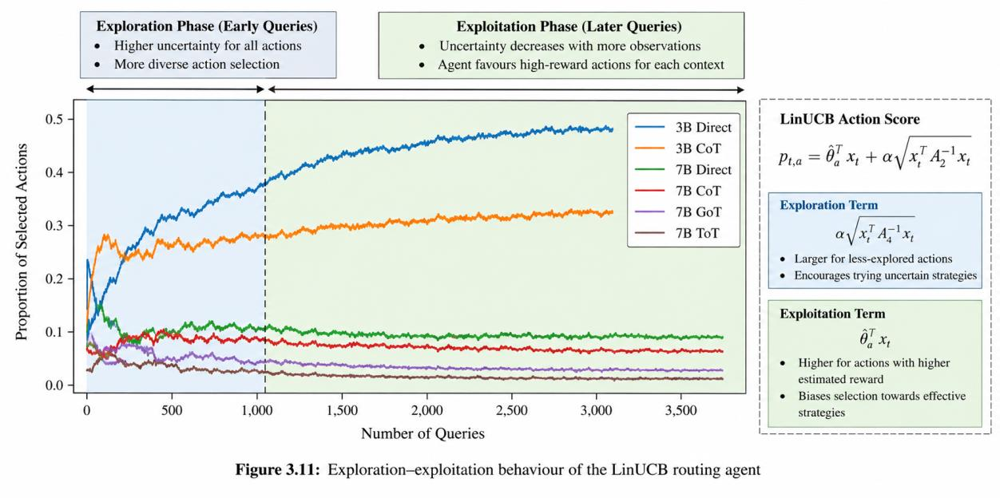 Exploration Phase (Early Queries)
• Higher uncertainty for all actions
• More diverse action selection
Exploitation Phase (Later Queries)
• Uncertainty decreases with more observations
• Agent favours high-reward actions for each context
Proportion of Selected Actions
0.5
0.4
0.3
0.2
0.1
0.0
3B Direct
3B CoT
7B Direct
7B CoT
7B GoT
7B ToT
0 500 1,000 1,500 2,000 2,500 3,000 3,500
Number of Queries
LinUCB Action Score
p_{t,a} = θ̂_a^T x_t + α√(x_t^T A_2^{-1} x_t)
Exploration Term
α√(x_t^T A_4^{-1} x_t)
• Larger for less-explored actions
• Encourages trying uncertain strategies
Exploitation Term
θ̂_a^T x_t
• Higher for actions with higher
estimated reward
• Biases selection towards effective
strategies
Figure 3.11: Exploration–exploitation behaviour of the LinUCB routing agent